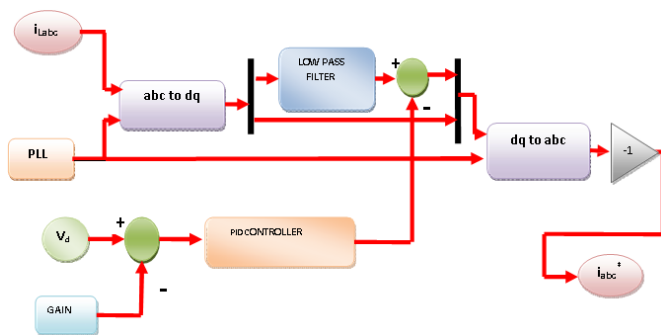 iLabc
LOW PASS
FILTER
+
-
abc to dq
PLL
dq to abc
-1
+
Vd
-
PIDCONTROLLER
iabc*
GAIN